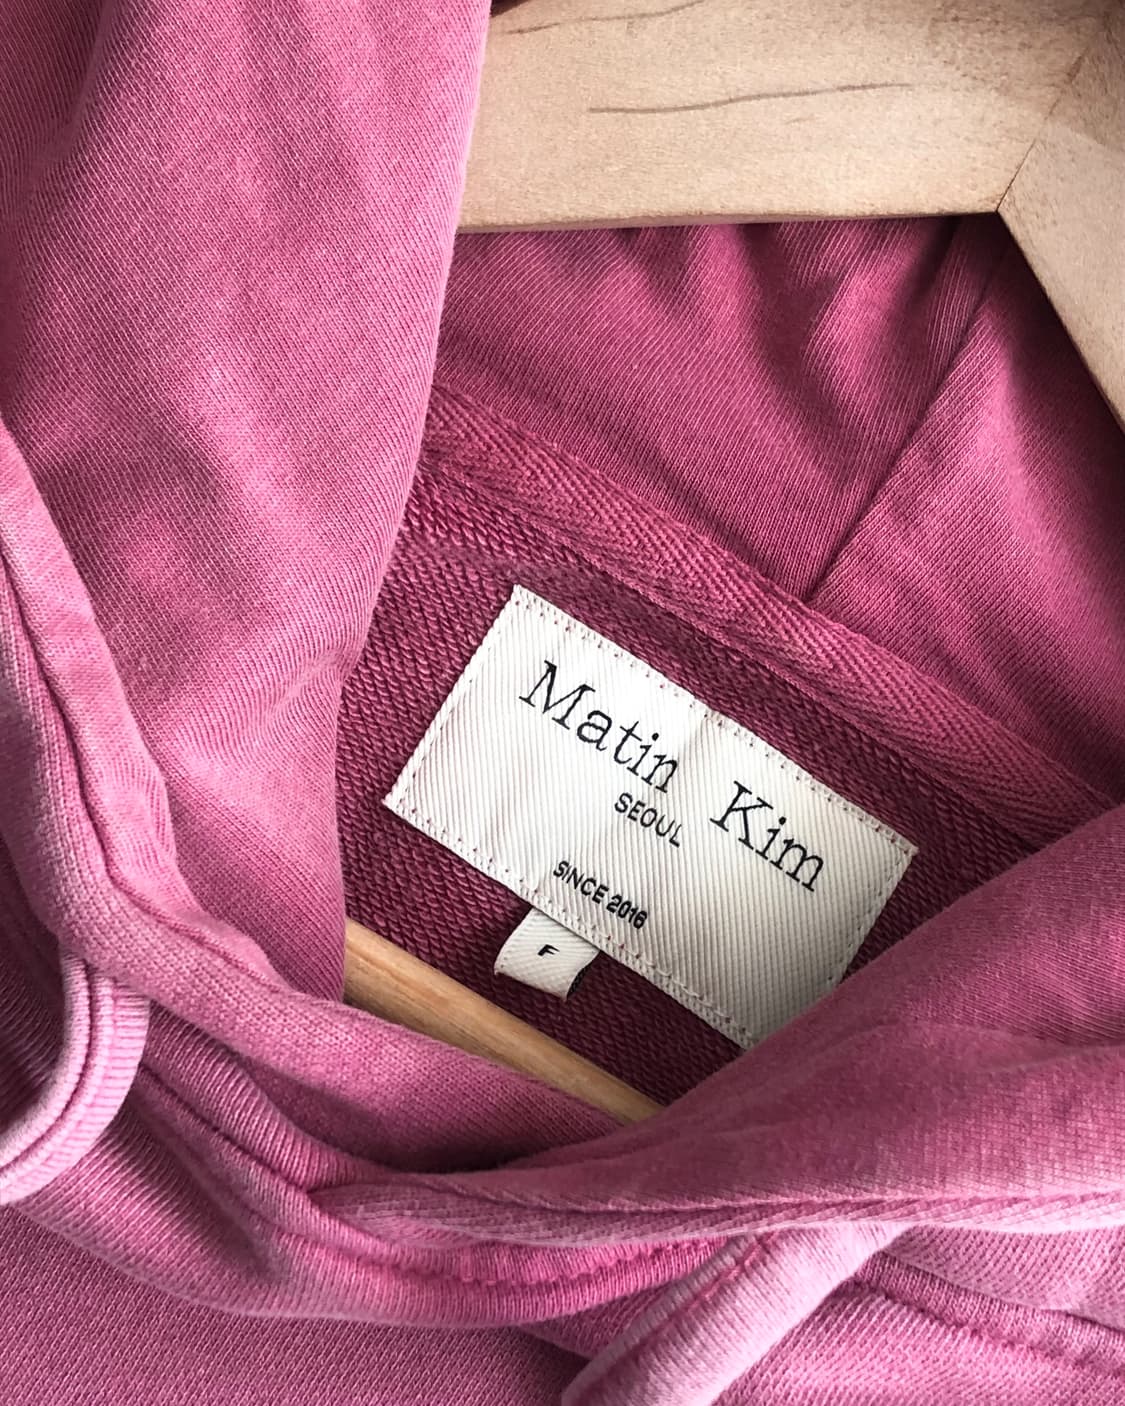 Matin Kim
SEOUL
SINCE 2016
F